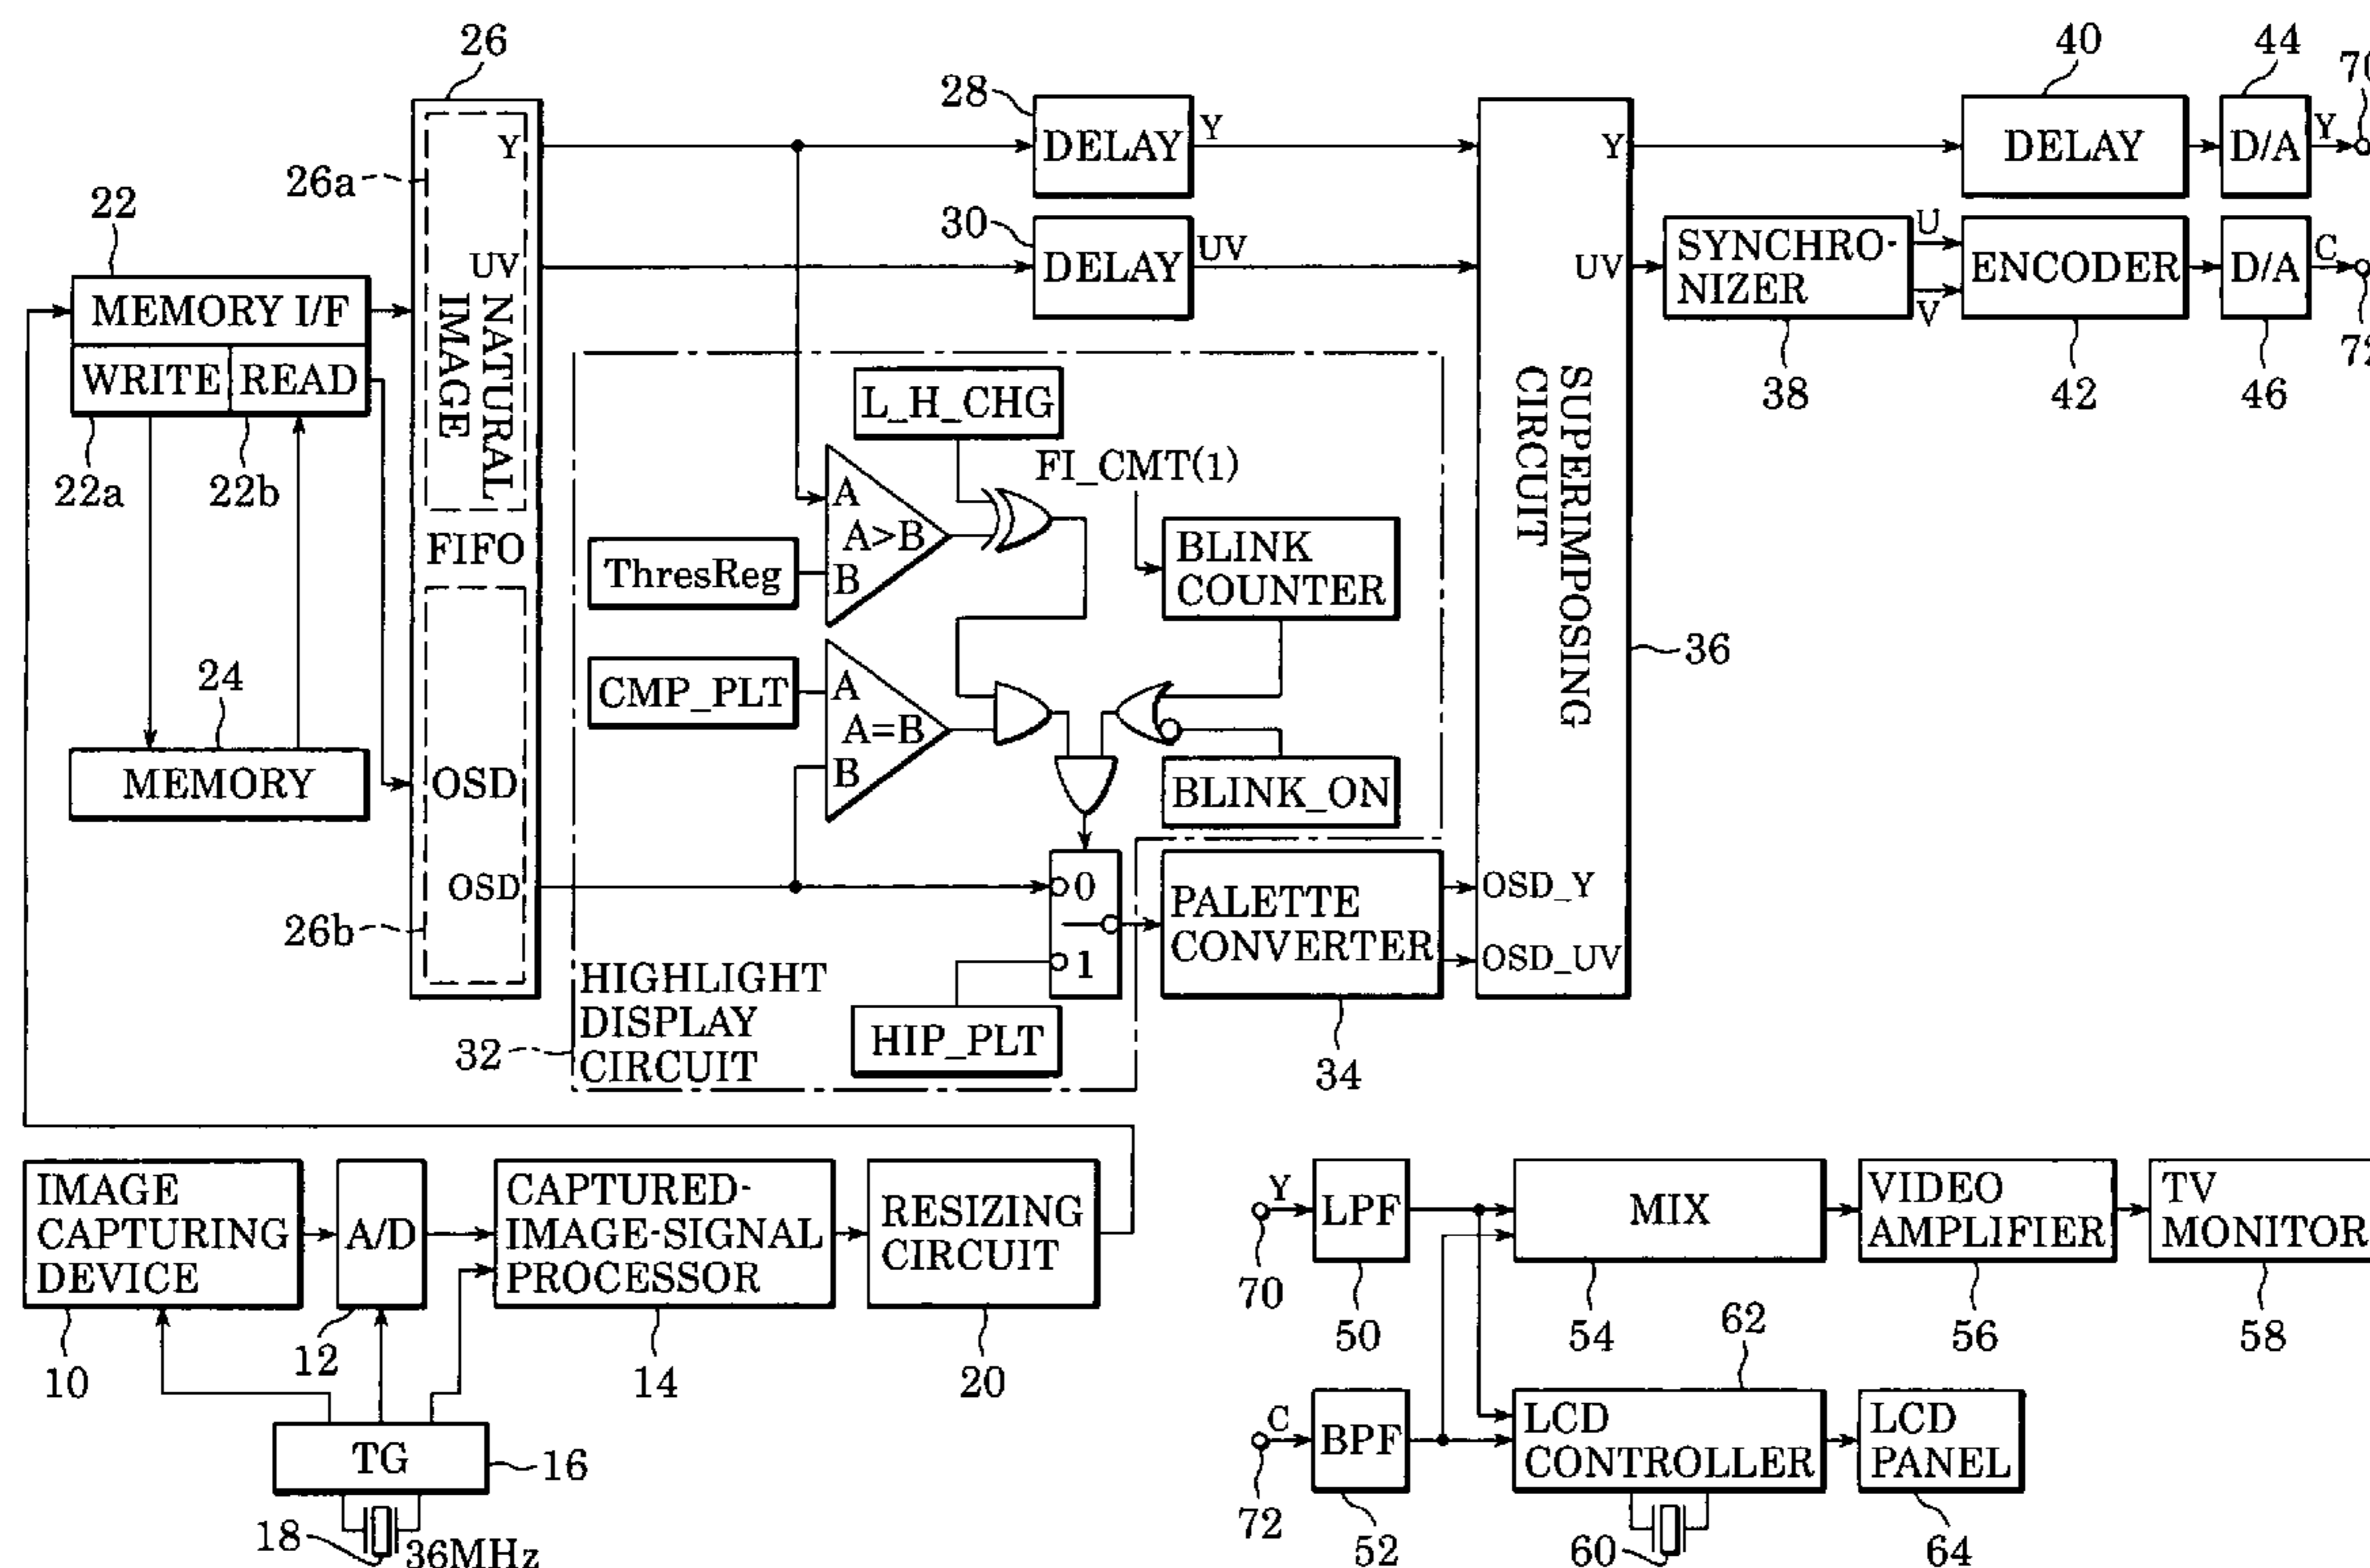 26
28
40
44
70
Y
DELAY
Y
Y
DELAY
D/A
Y
26a
22
30
UV
DELAY
UV
UV
SYNCHRO-
NIZER
U
V
ENCODER
D/A
C
72
38
42
46
NATURAL
IMAGE
MEMORY I/F
WRITE
READ
22a
22b
24
MEMORY
FIFO
OSD
OSD
26b
L_H_CHG
FI_CMT(1)
A
A>B
B
ThresReg
BLINK
COUNTER
CMP_PLT
A
A=B
B
BLINK_ON
SUPERIMPOSING
CIRCUIT
36
0
1
PALETTE
CONVERTER
OSD_Y
OSD_UV
34
HIGHLIGHT
DISPLAY
CIRCUIT
32
HIP_PLT
IMAGE
CAPTURING
DEVICE
A/D
CAPTURED-
IMAGE-SIGNAL
PROCESSOR
RESIZING
CIRCUIT
10
12
14
20
TG
16
18
36MHz
Y
70
LPF
50
MIX
54
VIDEO
AMPLIFIER
56
TV
MONITOR
58
C
72
BPF
52
62
LCD
CONTROLLER
60
LCD
PANEL
64